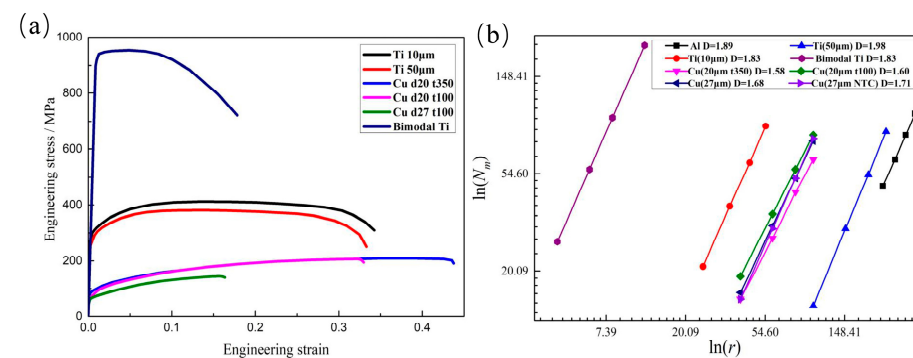 (a)
Engineering stress / MPa
1000
800
600
400
200
0
0.0 0.1 0.2 0.3 0.4
Engineering strain
Ti 10μm
Ti 50μm
Cu d20 t350
Cu d20 t100
Cu d27 t100
Bimodal Ti
(b)
ln(Nm)
148.41
54.60
20.09
7.39 20.09 54.60 148.41
ln(r)
Al D=1.89 Ti(50μm) D=1.98
Ti(10μm) D=1.83 Bimodal Ti D=1.83
Cu(20μm t350) D=1.58 Cu(20μm t100) D=1.60
Cu(27μm) D=1.68 Cu(27μm NTC) D=1.71